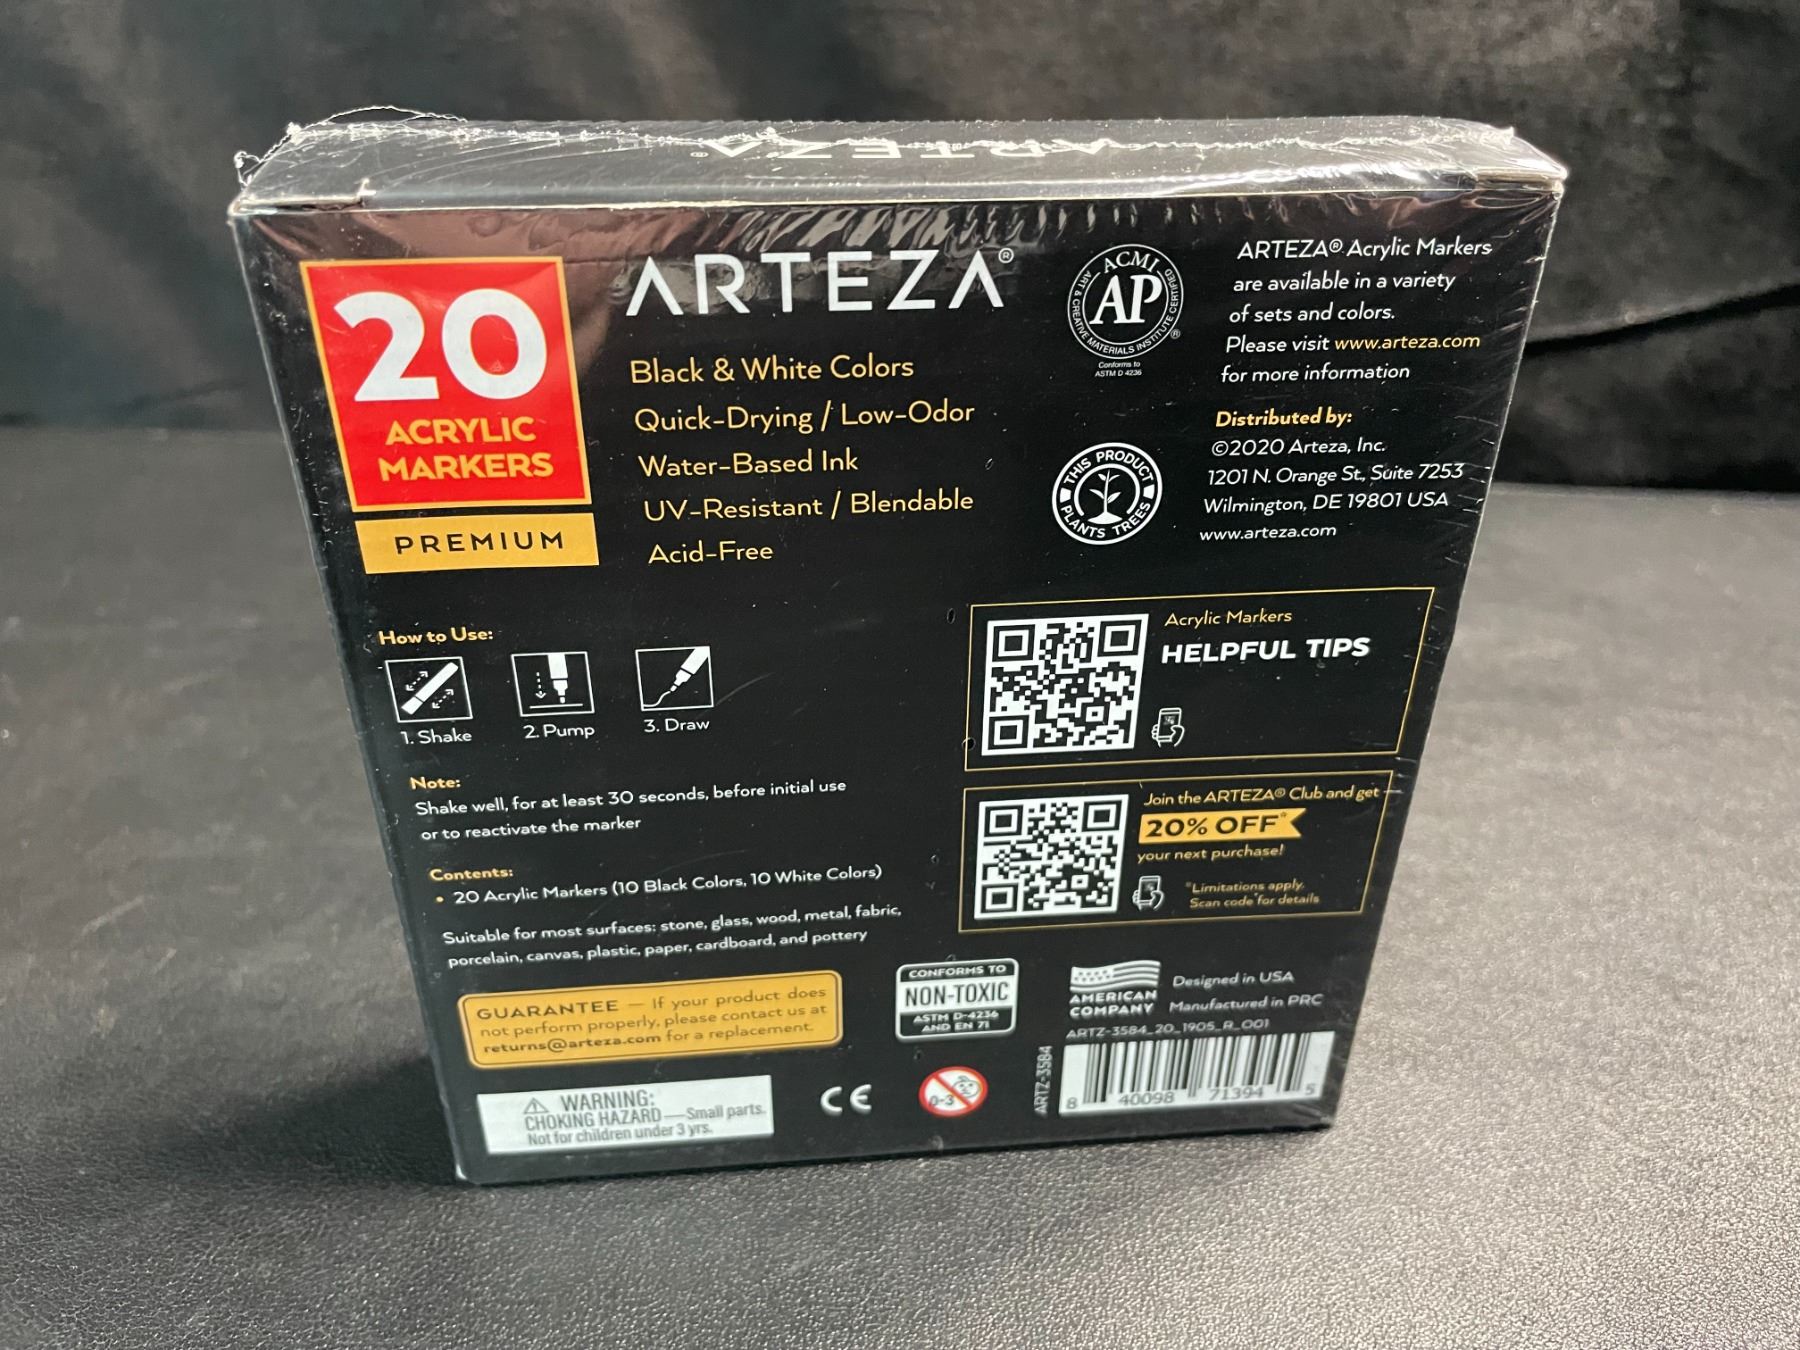 ARTEZA®
20
ACRYLIC
MARKERS
PREMIUM
ARTEZA®
Black & White Colors
Quick-Drying / Low-Odor
Water-Based Ink
UV-Resistant / Blendable
Acid-Free
ACMI
AP
ART & CREATIVE MATERIALS INSTITUTE CERTIFIED
®
Conforms to
ASTM D 4236
THIS PRODUCT
PLANTS TREES
ARTEZA® Acrylic Markers
are available in a variety
of sets and colors.
Please visit www.arteza.com
for more information
Distributed by:
©2020 Arteza, Inc.
1201 N. Orange St., Suite 7253
Wilmington, DE 19801 USA
www.arteza.com
How to Use:
1. Shake
2. Pump
3. Draw
Note:
Shake well, for at least 30 seconds, before initial use
or to reactivate the marker
Contents:
• 20 Acrylic Markers (10 Black Colors, 10 White Colors)
Suitable for most surfaces: stone, glass, wood, metal, fabric,
porcelain, canvas, plastic, paper, cardboard, and pottery
GUARANTEE — If your product does
not perform properly, please contact us at
returns@arteza.com for a replacement.
WARNING:
CHOKING HAZARD—Small parts.
Not for children under 3 yrs.
Acrylic Markers
HELPFUL TIPS
Join the ARTEZA® Club and get
20% OFF*
your next purchase!
*Limitations apply.
Scan code for details
CONFORMS TO
NON-TOXIC
ASTM D-4236
AND EN 71
CE
0-3
AMERICAN
COMPANY
Designed in USA
Manufactured in PRC
ARTZ-3584_20_1905_R_001
ARTZ-3584
8 40098 71394 5